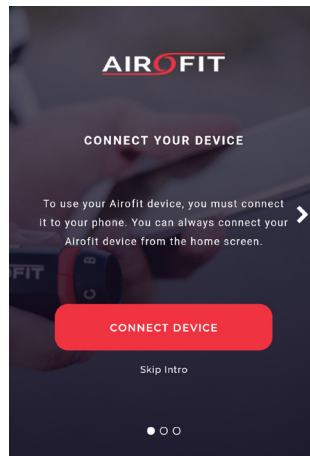 AIROFIT
CONNECT YOUR DEVICE
To use your Airofit device, you must connect
it to your phone. You can always connect your
Airofit device from the home screen.
FIT
B
C
CONNECT DEVICE
Skip Intro